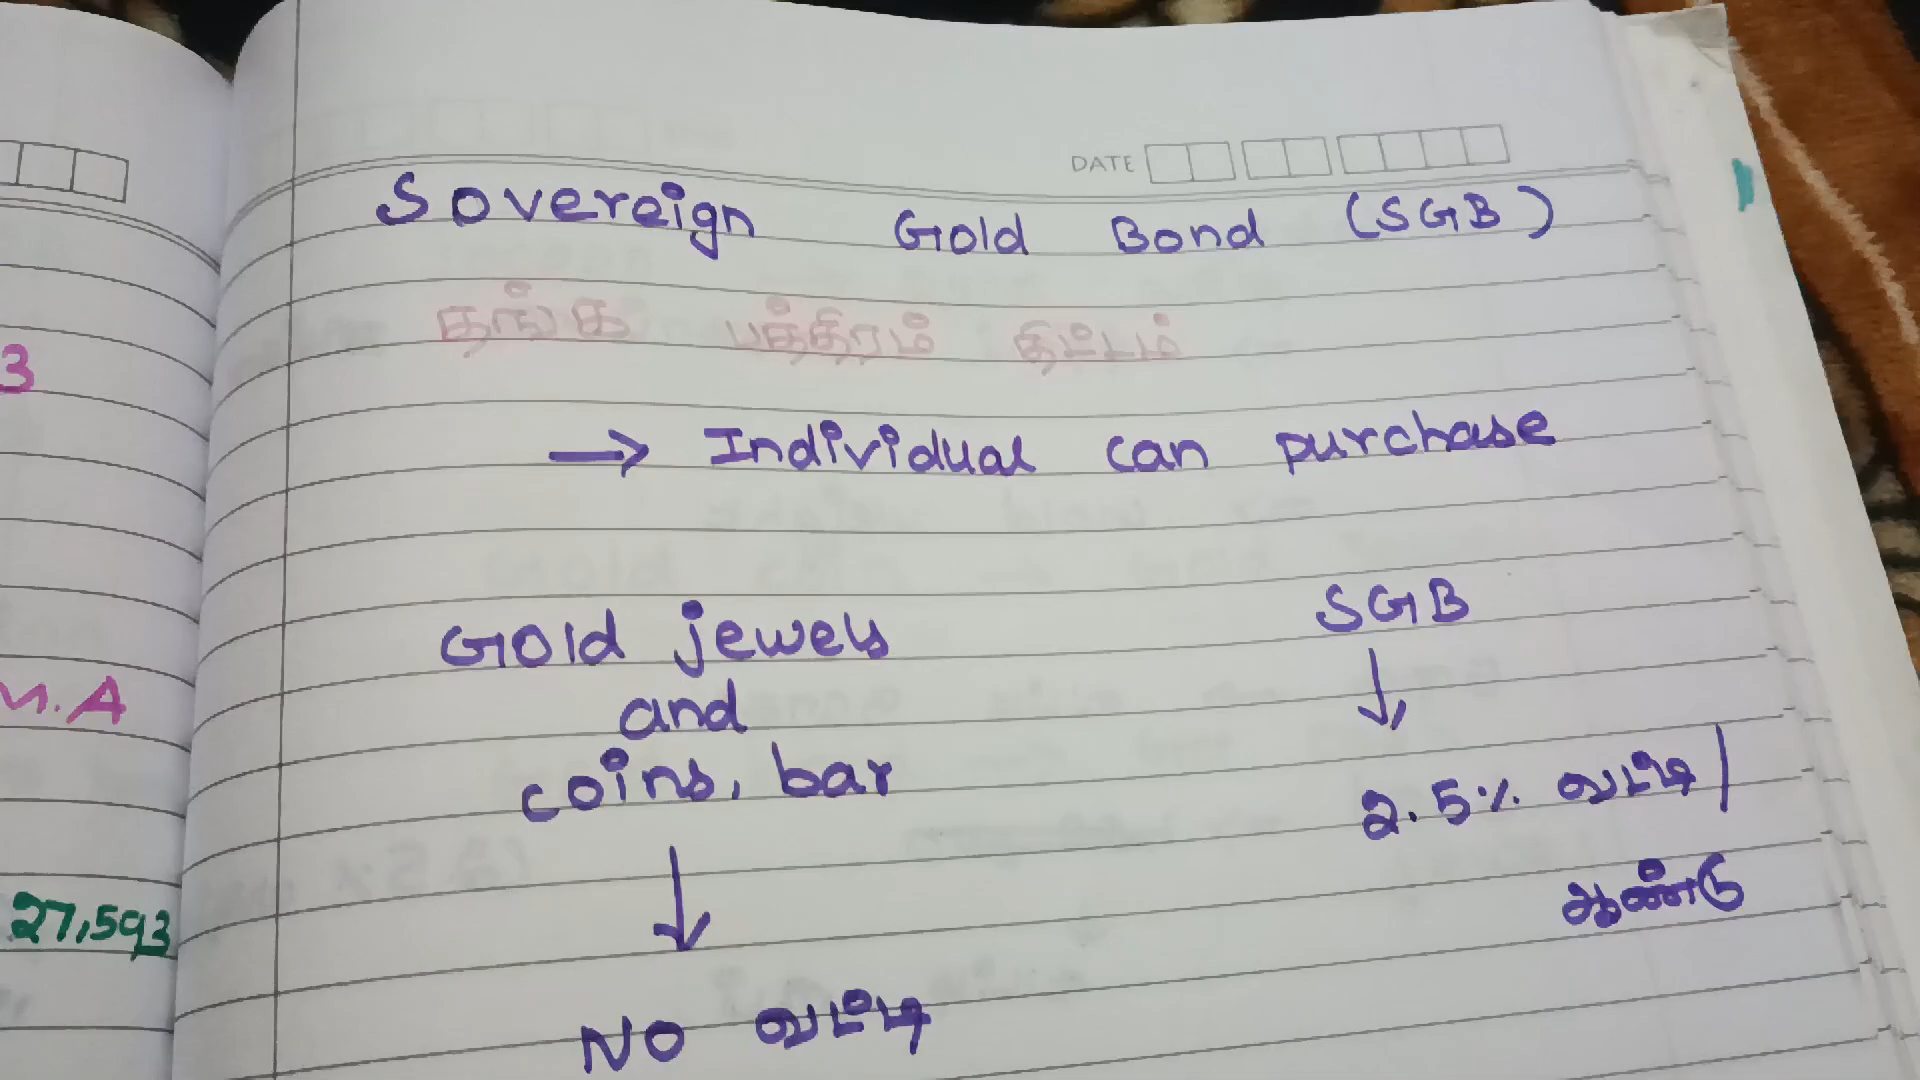 DATE
Sovereign Gold Bond (SGB)
தங்க பத்திரம் திட்டம்
→ Individual can purchase
3
Gold jewels
and
coins, bar
SGB
↓
2.5% வட்டி /
ஆண்டு
↓
NO வட்டி
M.A
27,593